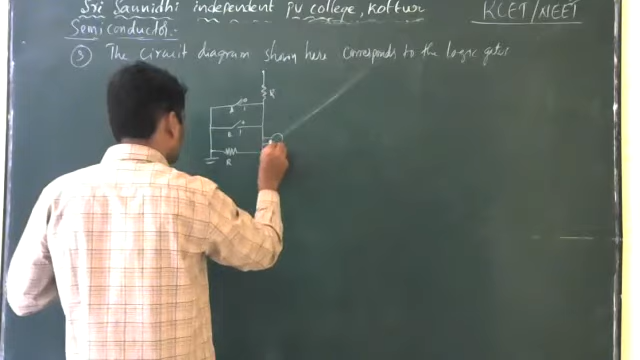 Sri Saunidhi independent PU college, Kottur
KCET/NEET
Semiconductor:-
③ The Circuit diagram shown here corresponds to the logic gates
R
A
B
R